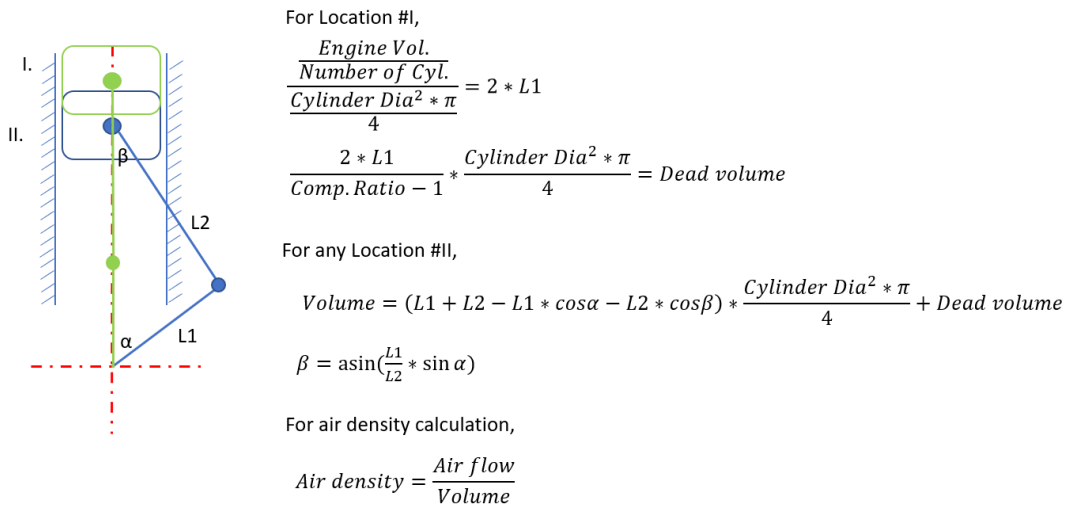 For Location #I,
Engine Vol.
Number of Cyl.
Cylinder Dia² * π
4
= 2 * L1
2 * L1
Comp. Ratio − 1
* Cylinder Dia² * π
4
= Dead volume
For any Location #II,
Volume = (L1 + L2 − L1 * cosα − L2 * cosβ) * Cylinder Dia² * π
4
+ Dead volume
β = asin(L1
L2
* sin α)
For air density calculation,
Air density = Air flow
Volume
I.
II.
β
L2
L1
α